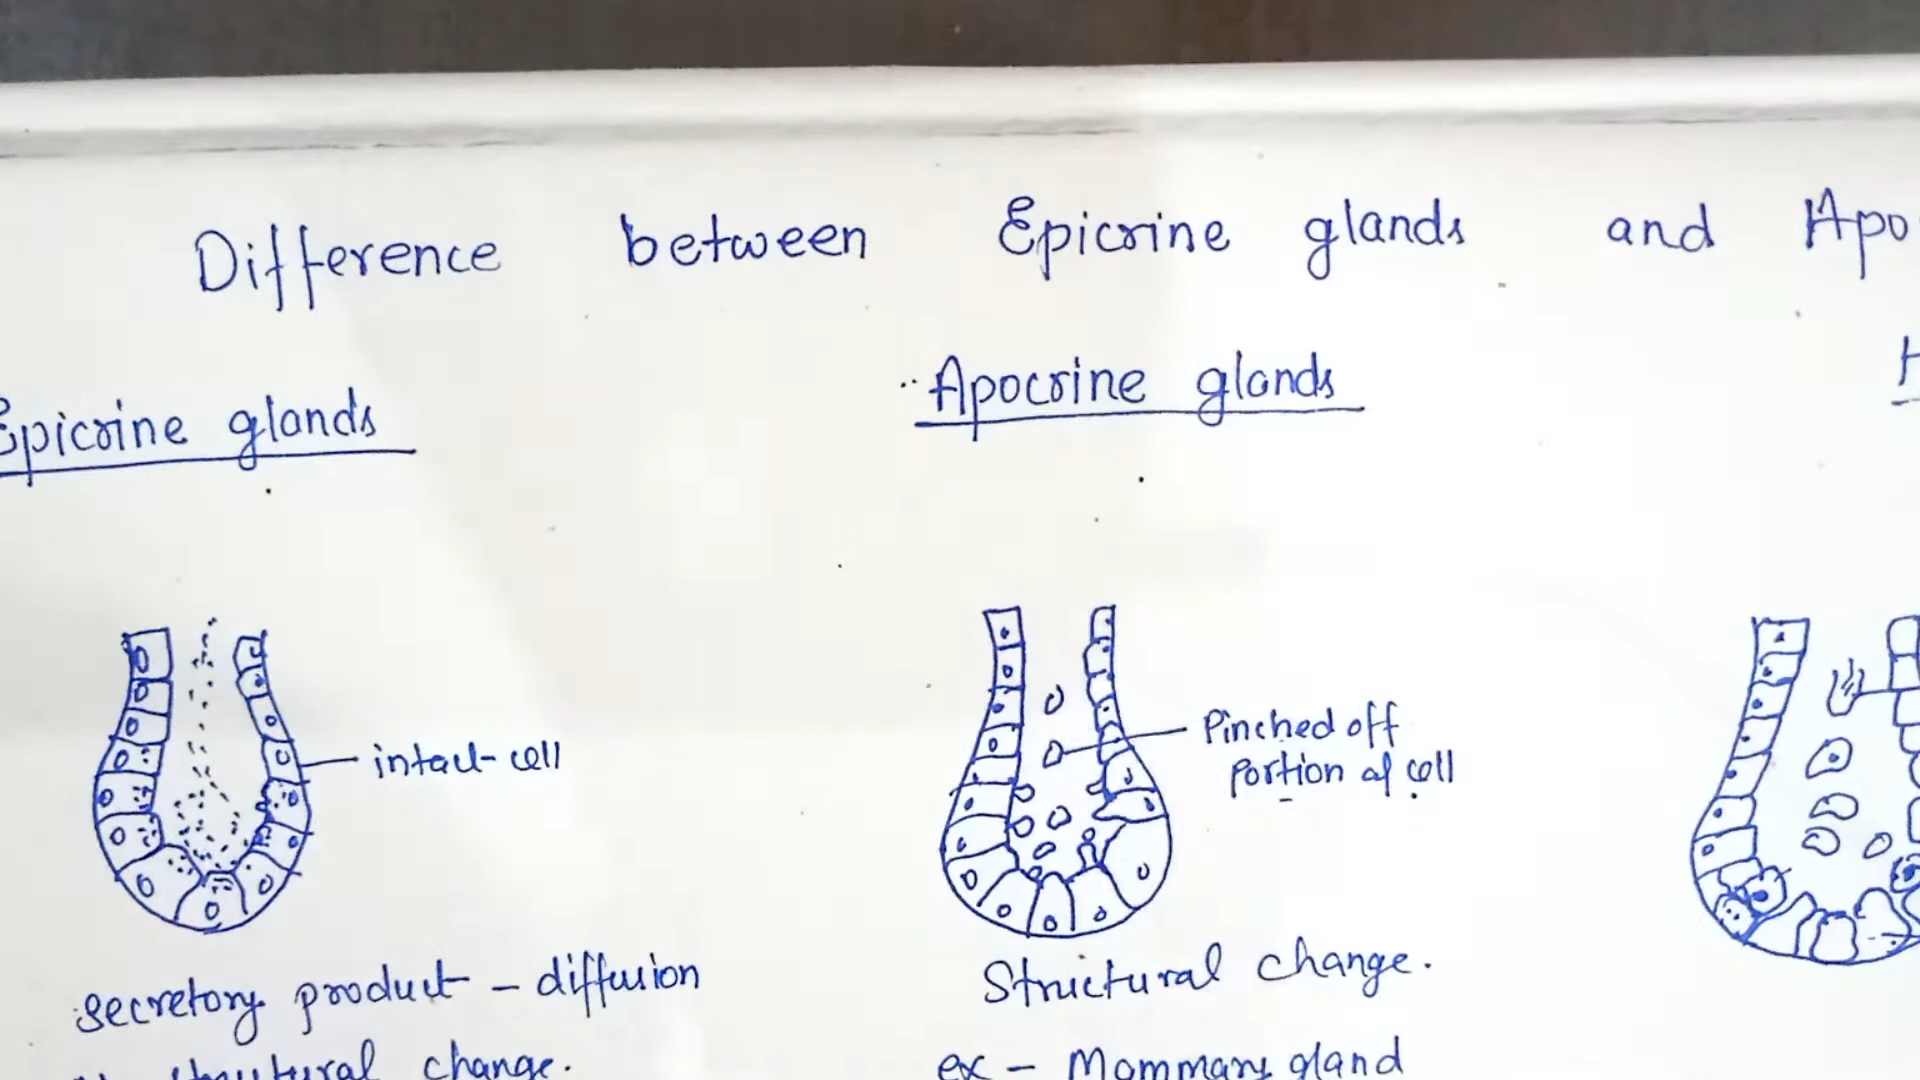 Difference between Epicrine glands and Apo
Epicrine glands
Apocrine glands
intact cell
Pinched off
portion of cell
secretory product - diffusion
structural change.
Structural change.
ex - Mammary gland